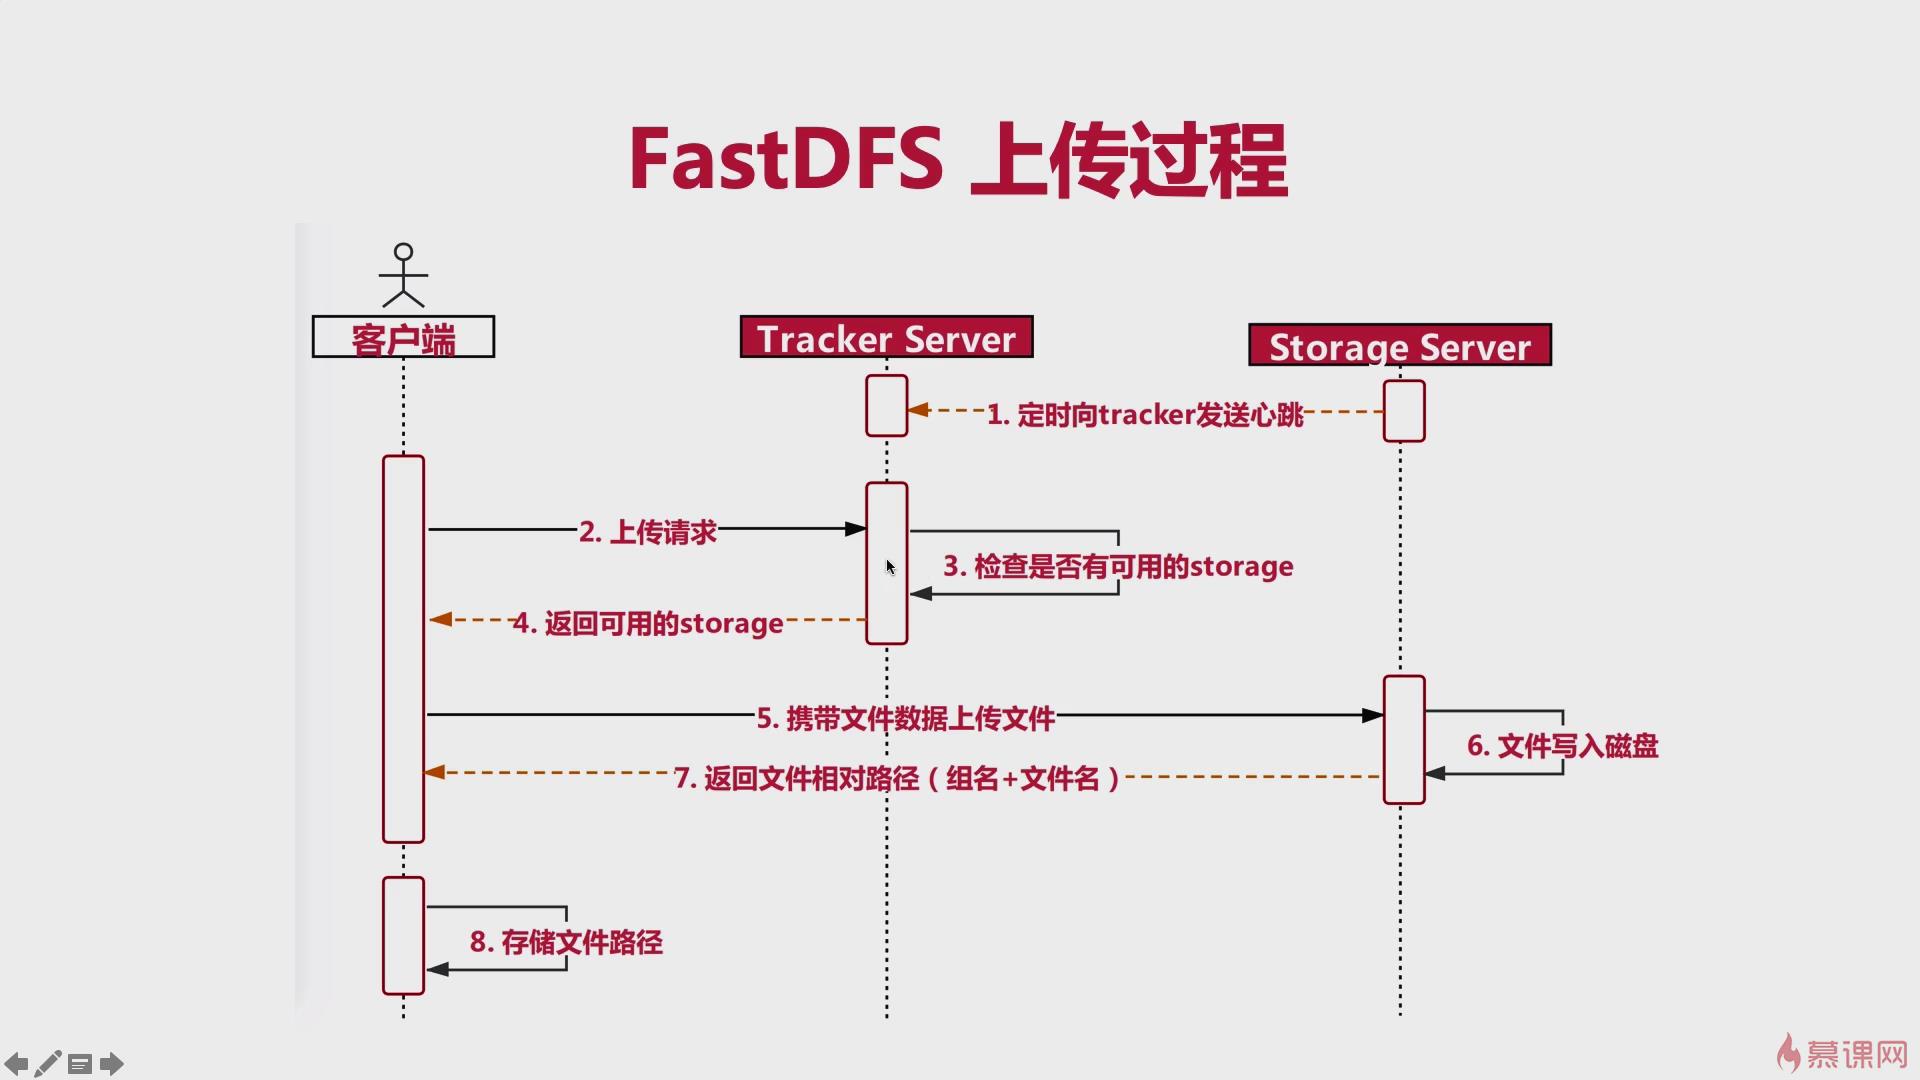 FastDFS 上传过程
客户端
Tracker Server
Storage Server
1. 定时向tracker发送心跳
2. 上传请求
3. 检查是否有可用的storage
4. 返回可用的storage
5. 携带文件数据上传文件
6. 文件写入磁盘
7. 返回文件相对路径（组名+文件名）
8. 存储文件路径
慕课网